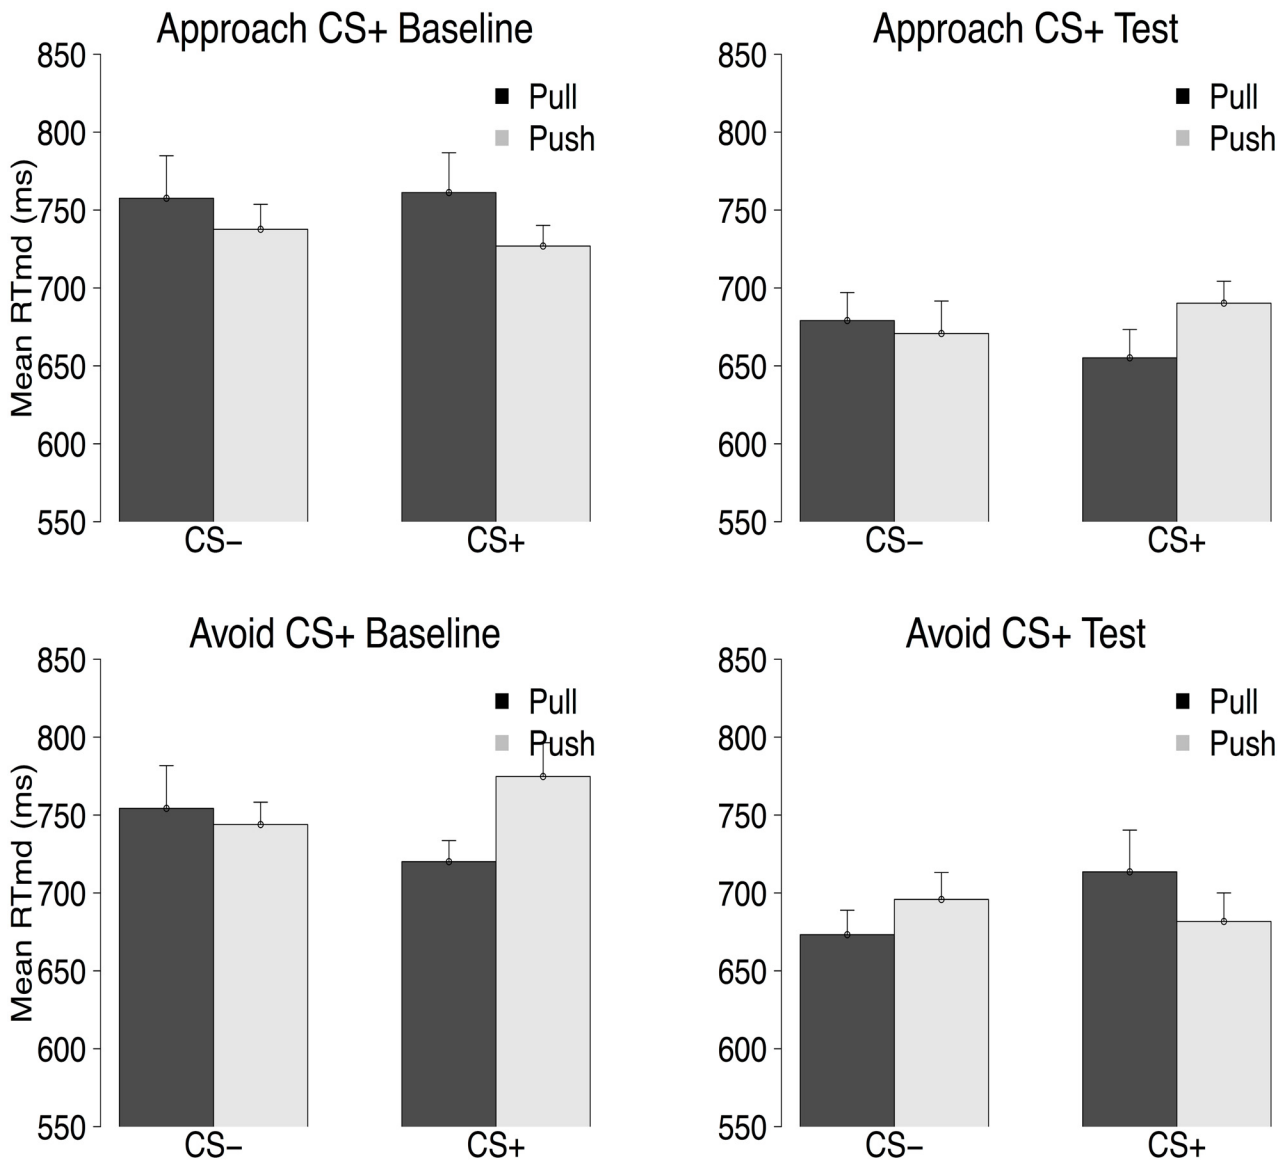 Approach CS+ Baseline
850
800
750
700
650
600
550
Mean RTmd (ms)
Pull
Push
CS–
CS+
Approach CS+ Test
850
800
750
700
650
600
550
Pull
Push
CS–
CS+
Avoid CS+ Baseline
850
800
750
700
650
600
550
Mean RTmd (ms)
Pull
Push
CS–
CS+
Avoid CS+ Test
850
800
750
700
650
600
550
Pull
Push
CS–
CS+